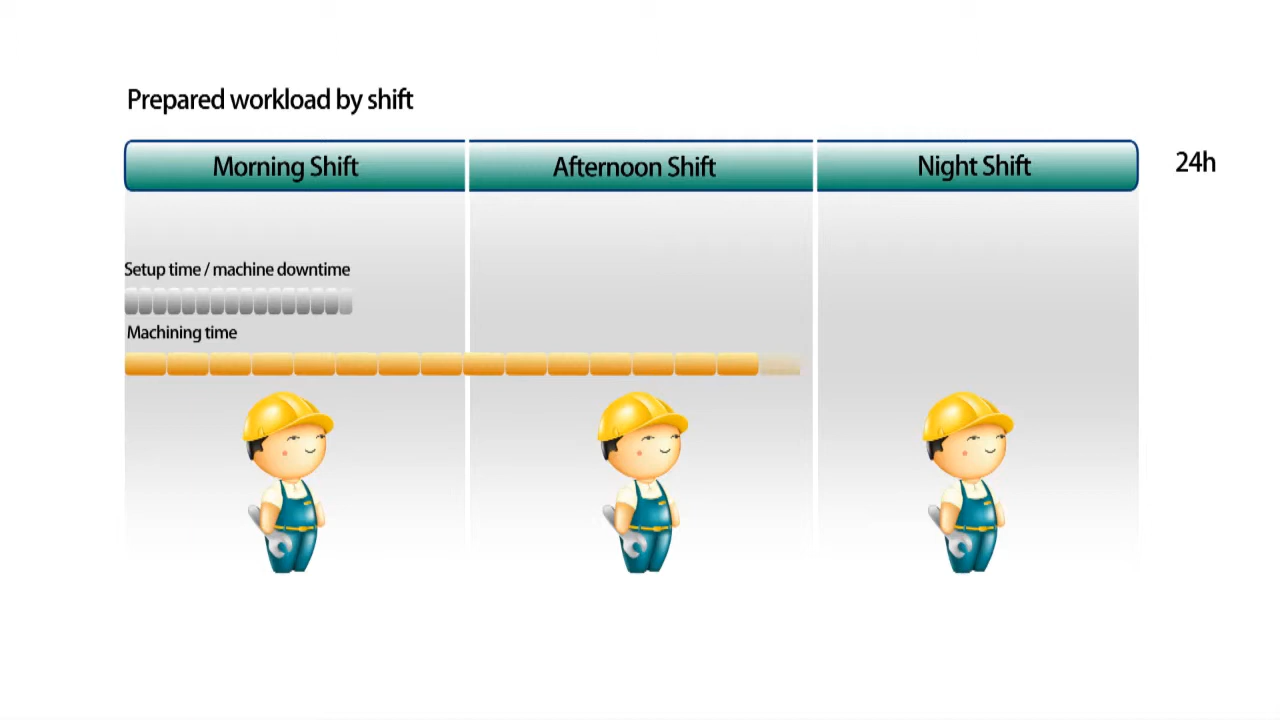 Prepared workload by shift
Morning Shift
Afternoon Shift
Night Shift
24h
Setup time / machine downtime
Machining time